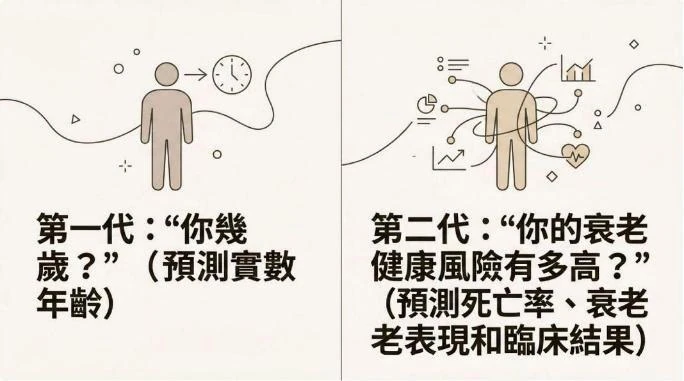 第一代：“你幾
歲？”（預測實數
年齡）
第二代：“你的衰老
健康風險有多高？”
（預測死亡率、衰老
老表現和臨床結果）